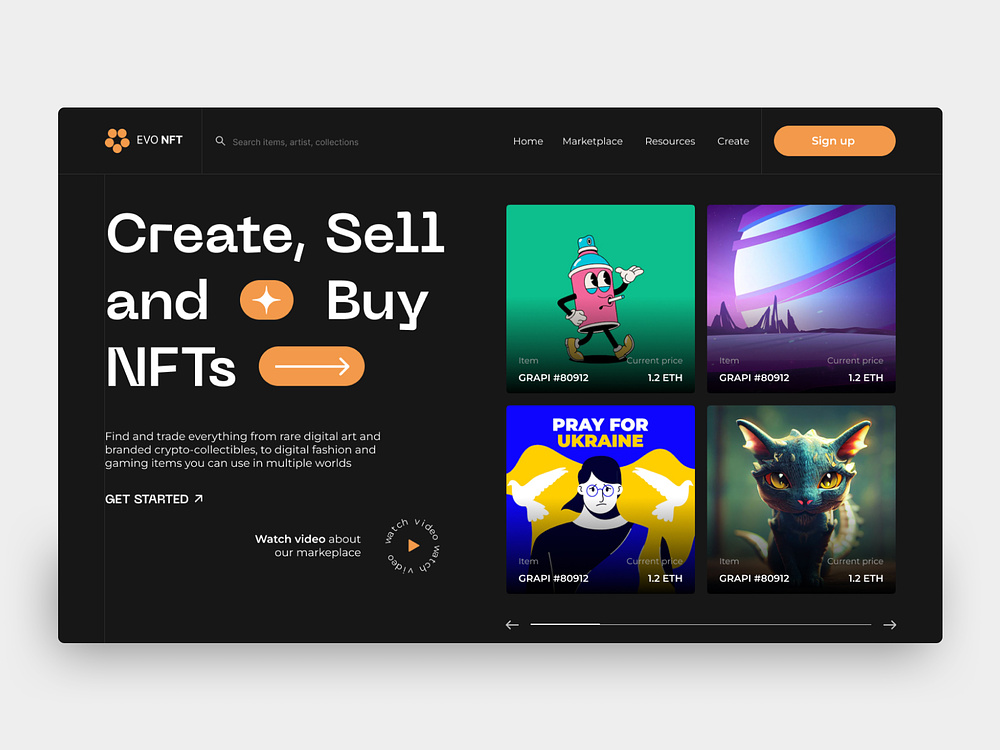 EVO NFT
Search items, artist, collections
Home Marketplace Resources Create
Sign up
Create, Sell
and Buy
NFTs
Find and trade everything from rare digital art and
branded crypto-collectibles, to digital fashion and
gaming items you can use in multiple worlds
GET STARTED
Watch video about
our markeplace
watch video watch video
Item Current price
GRAPI #80912 1.2 ETH
Item Current price
GRAPI #80912 1.2 ETH
PRAY FOR
UKRAINE
Item Current price
GRAPI #80912 1.2 ETH
Item Current price
GRAPI #80912 1.2 ETH